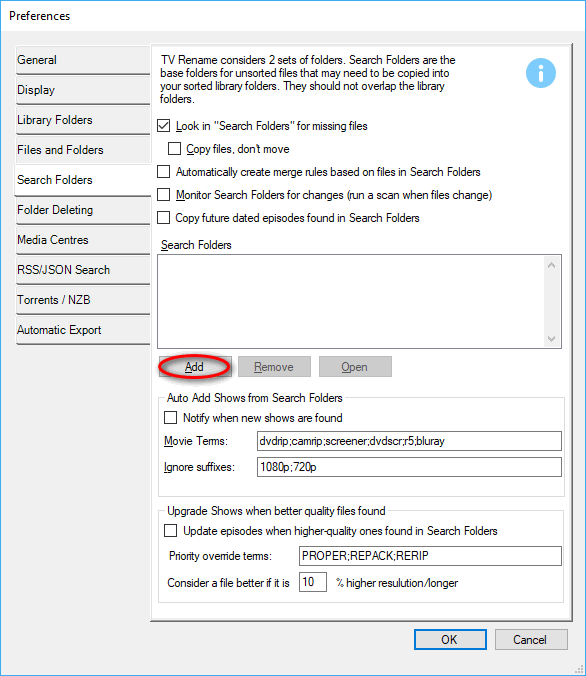 Preferences
General
Display
Library Folders
Files and Folders
Search Folders
Folder Deleting
Media Centres
RSS/JSON Search
Torrents / NZB
Automatic Export
TV Rename considers 2 sets of folders. Search Folders are the
base folders for unsorted files that may need to be copied into
your sorted library folders. They should not overlap the library
folders.
Look in "Search Folders" for missing files
Copy files, don't move
Automatically create merge rules based on files in Search Folders
Monitor Search Folders for changes (run a scan when files change)
Copy future dated episodes found in Search Folders
Search Folders
Add Remove Open
Auto Add Shows from Search Folders
Notify when new shows are found
Movie Terms: dvdrip;camrip;screener;dvdscr;r5;bluray
Ignore suffixes: 1080p;720p
Upgrade Shows when better quality files found
Update episodes when higher-quality ones found in Search Folders
Priority override terms: PROPER;REPACK;RERIP
Consider a file better if it is 10 % higher resulution/longer
OK Cancel